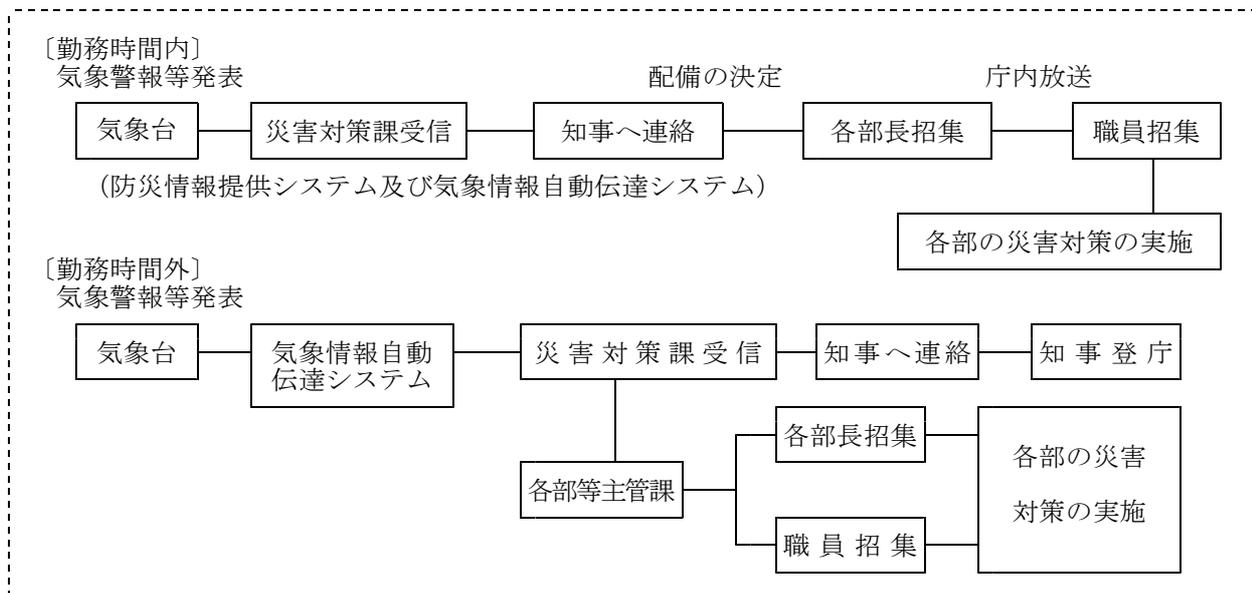 〔勤務時間内〕
気象警報等発表
配備の決定
庁内放送
気象台
災害対策課受信
知事へ連絡
各部長招集
職員招集
(防災情報提供システム及び気象情報自動伝達システム)
各部の災害対策の実施
〔勤務時間外〕
気象警報等発表
気象台
気象情報自動
伝達システム
災害対策課受信
知事へ連絡
知事登庁
各部長招集
各部の災害
対策の実施
各部等主管課
職員招集